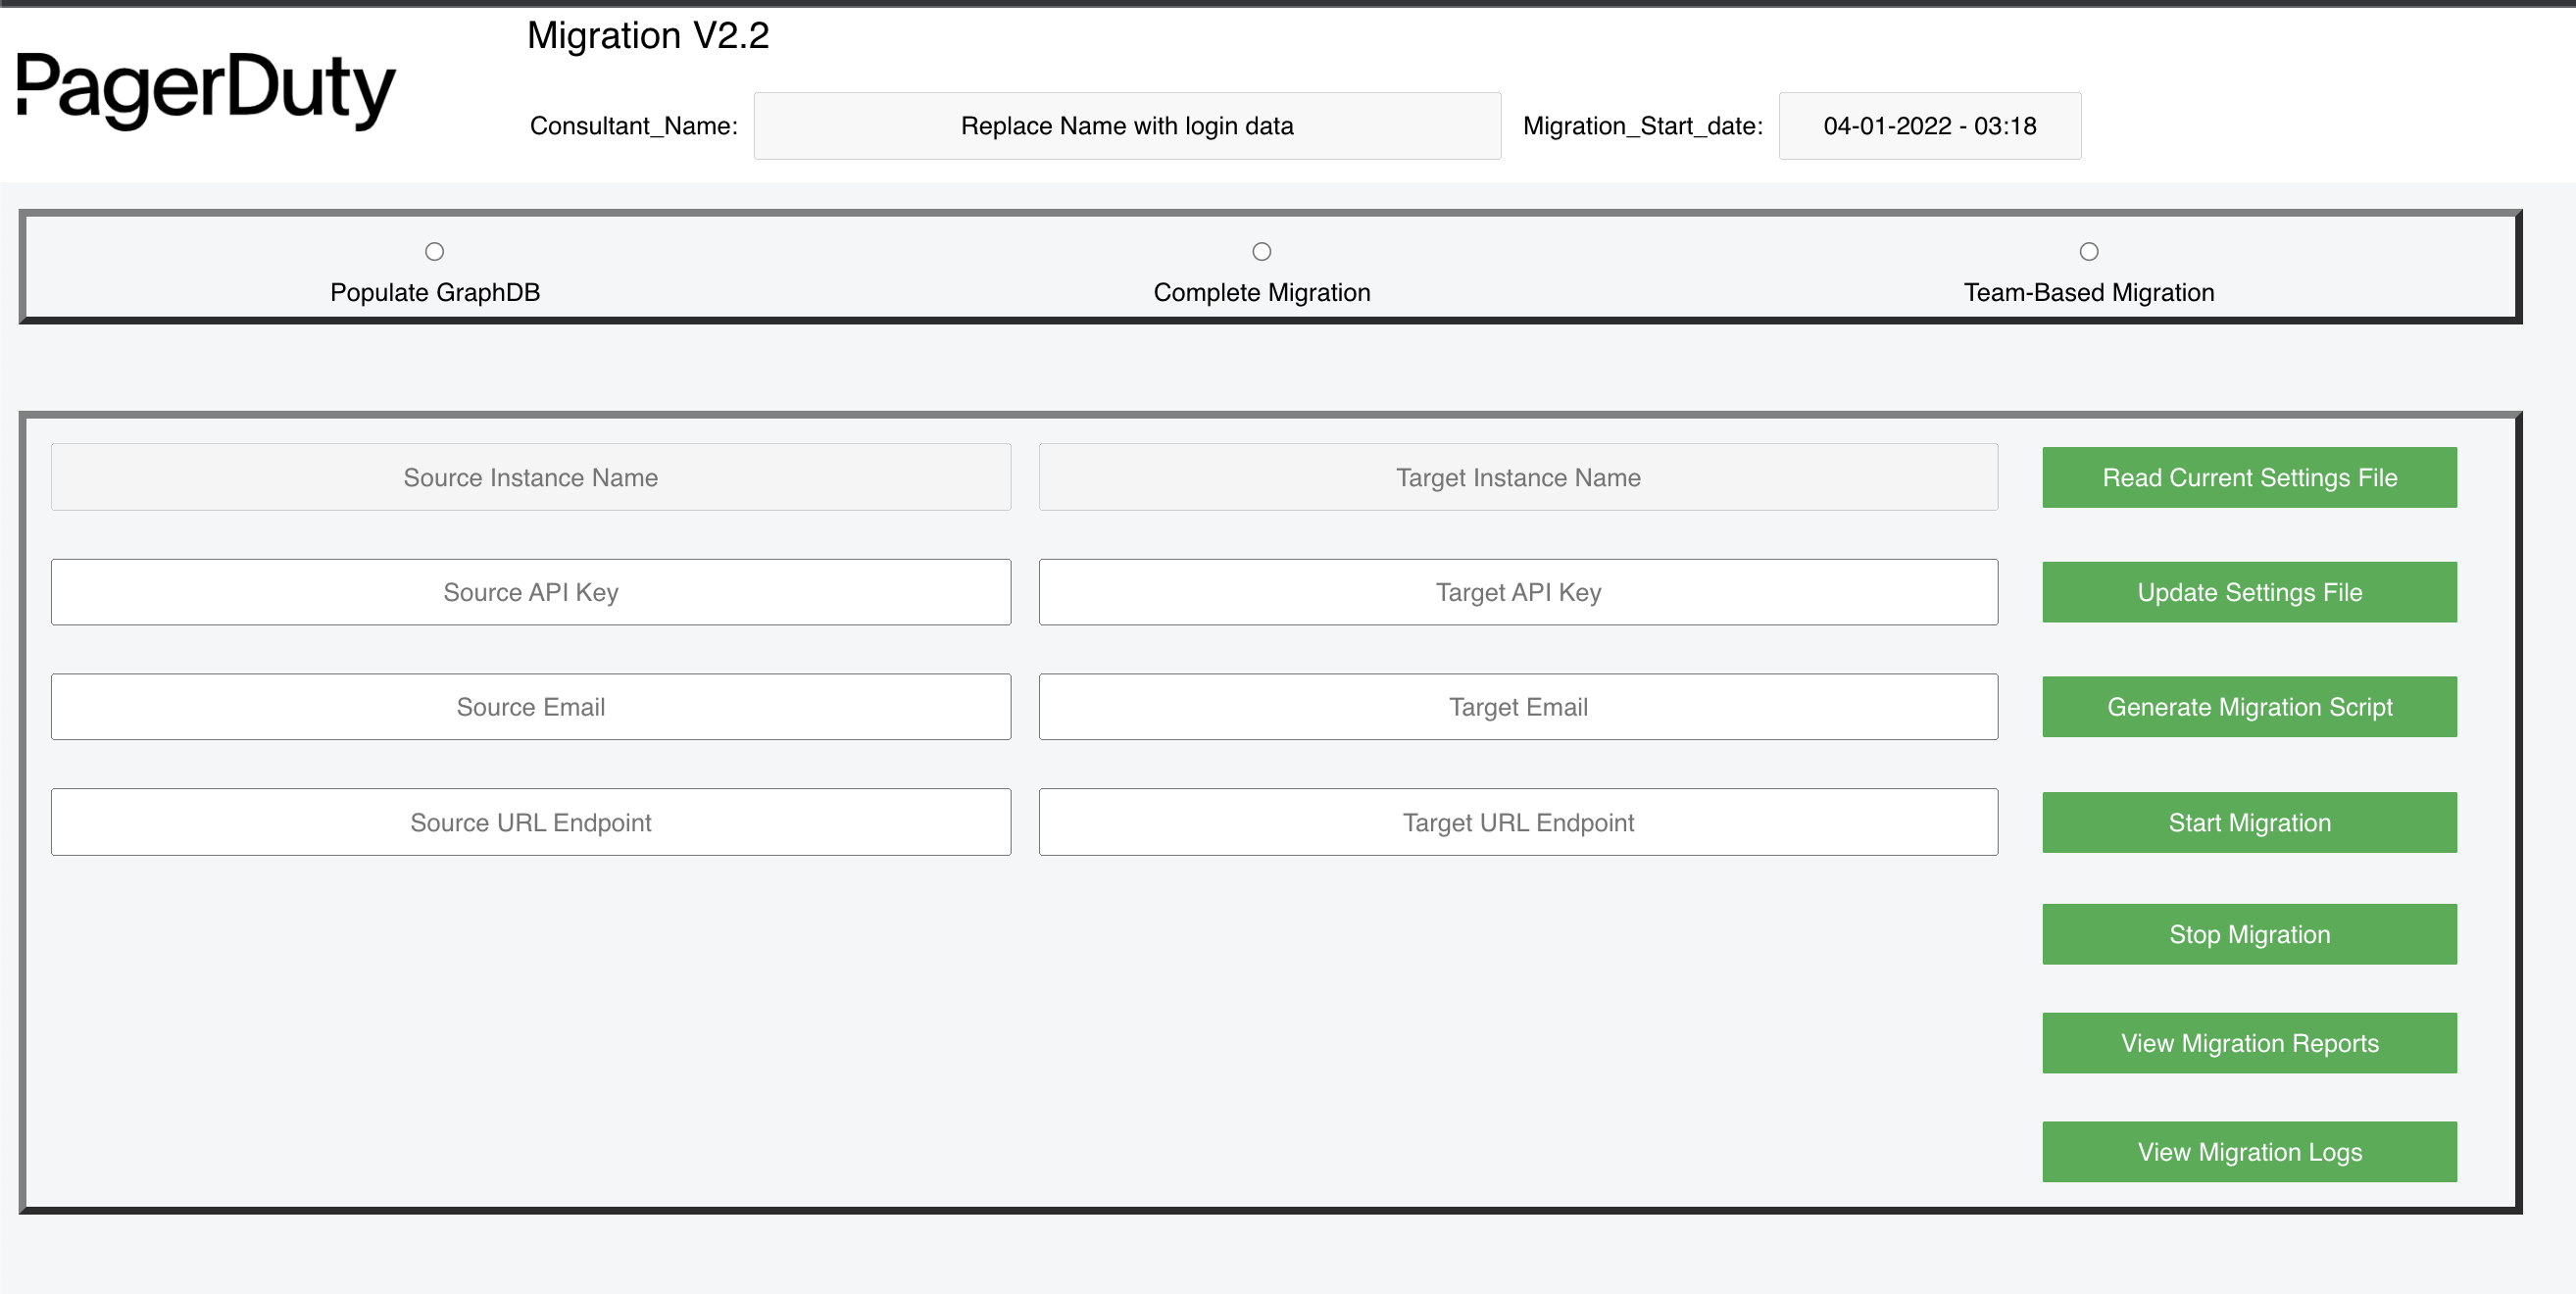 Migration V2.2
PagerDuty
Consultant_Name: Replace Name with login data Migration_Start_date: 04-01-2022 - 03:18
Populate GraphDB Complete Migration Team-Based Migration
Source Instance Name Target Instance Name Read Current Settings File
Source API Key Target API Key Update Settings File
Source Email Target Email Generate Migration Script
Source URL Endpoint Target URL Endpoint Start Migration
Stop Migration
View Migration Reports
View Migration Logs